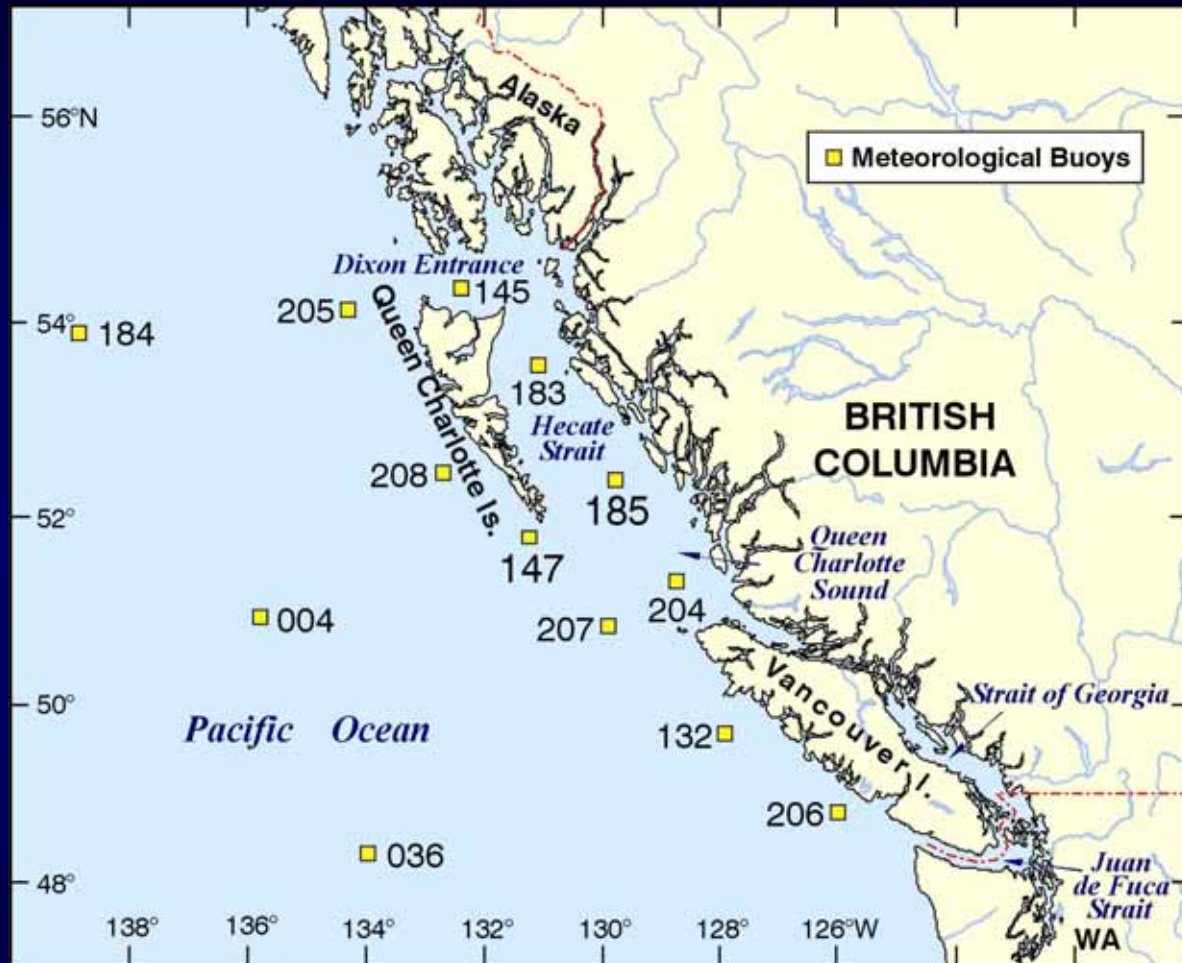 Alaska
56°N
Meteorological Buoys
Dixon Entrance
145
205
54°
184
Queen Charlotte Is.
183
BRITISH
COLUMBIA
Hecate
Strait
208
185
52°
147
Queen
Charlotte
Sound
204
004
207
Vancouver I.
Strait of Georgia
50°
Pacific Ocean
132
206
036
Juan
de Fuca
Strait
48°
138°
136°
134°
132°
130°
128°
126°W
WA